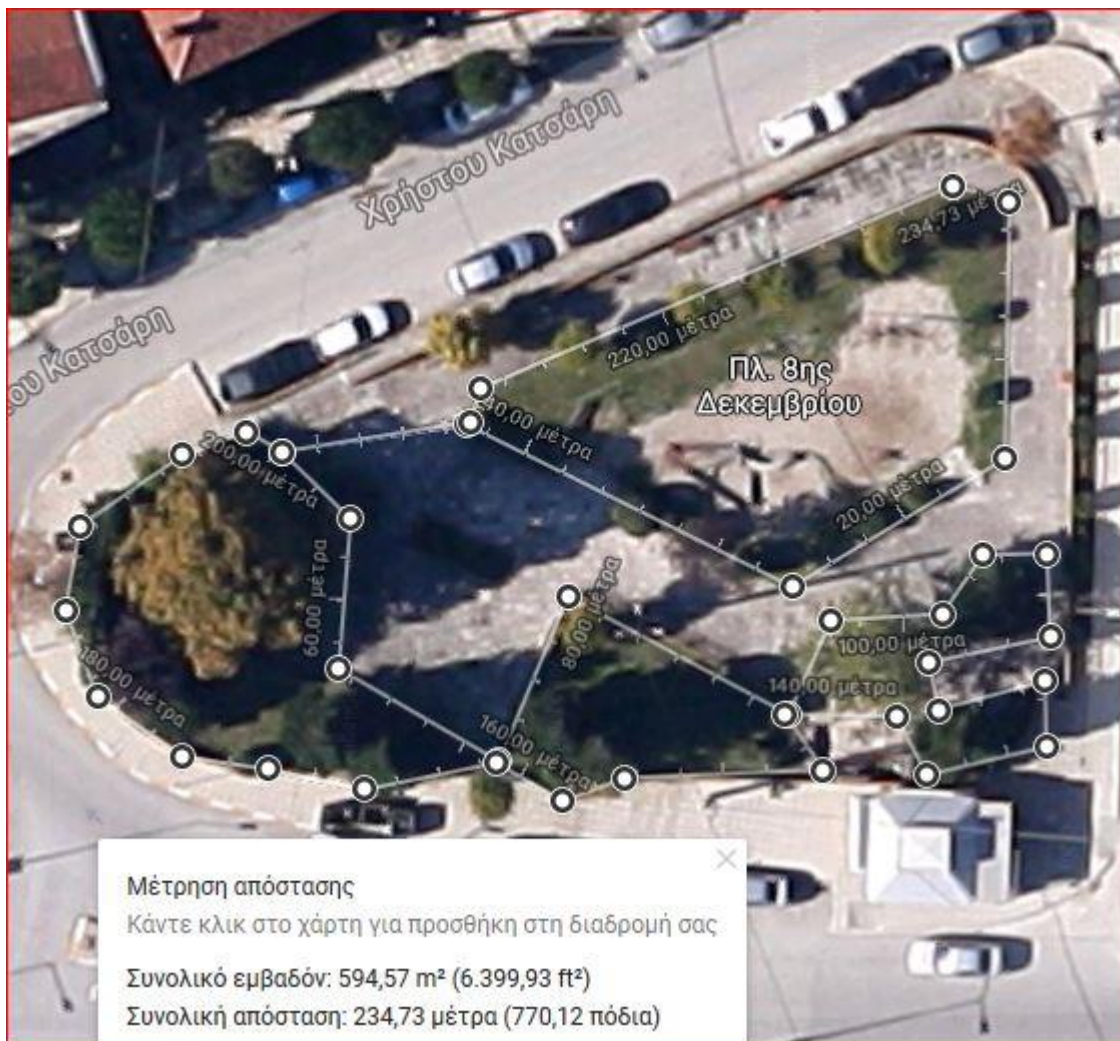 Χρήστου Κατσάρη
του Κατσάρη
234,73 μέτρα
220,00 μέτρα
Πλ. 8ης
Δεκεμβρίου
40,00 μέτρα
200,00 μέτρα
20,00 μέτρα
60,00 μέτρα
80,00 μέτρα
100,00 μέτρα
140,00 μέτρα
180,00 μέτρα
160,00 μέτρα
Μέτρηση απόστασης
Κάντε κλικ στο χάρτη για προσθήκη στη διαδρομή σας
Συνολικό εμβαδόν: 594,57 m² (6.399,93 ft²)
Συνολική απόσταση: 234,73 μέτρα (770,12 πόδια)